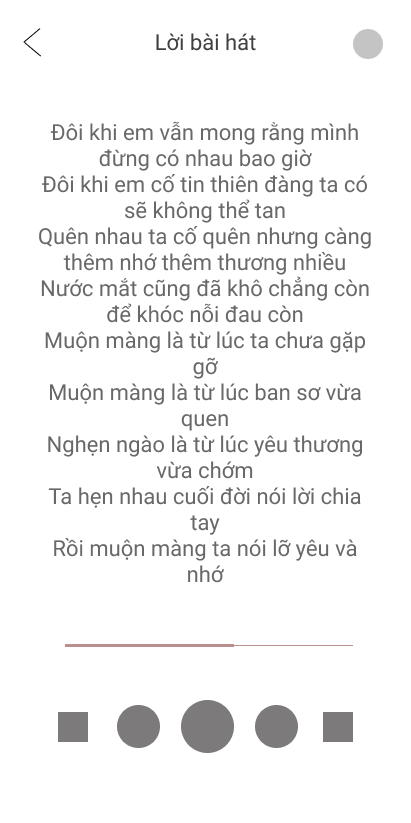 Lời bài hát
Đôi khi em vẫn mong rằng mình
đừng có nhau bao giờ
Đôi khi em cố tin thiên đàng ta có
sẽ không thể tan
Quên nhau ta cố quên nhưng càng
thêm nhớ thêm thương nhiều
Nước mắt cũng đã khô chẳng còn
để khóc nỗi đau còn
Muộn màng là từ lúc ta chưa gặp
gỡ
Muộn màng là từ lúc ban sơ vừa
quen
Nghẹn ngào là từ lúc yêu thương
vừa chớm
Ta hẹn nhau cuối đời nói lời chia
tay
Rồi muộn màng ta nói lỡ yêu và
nhớ